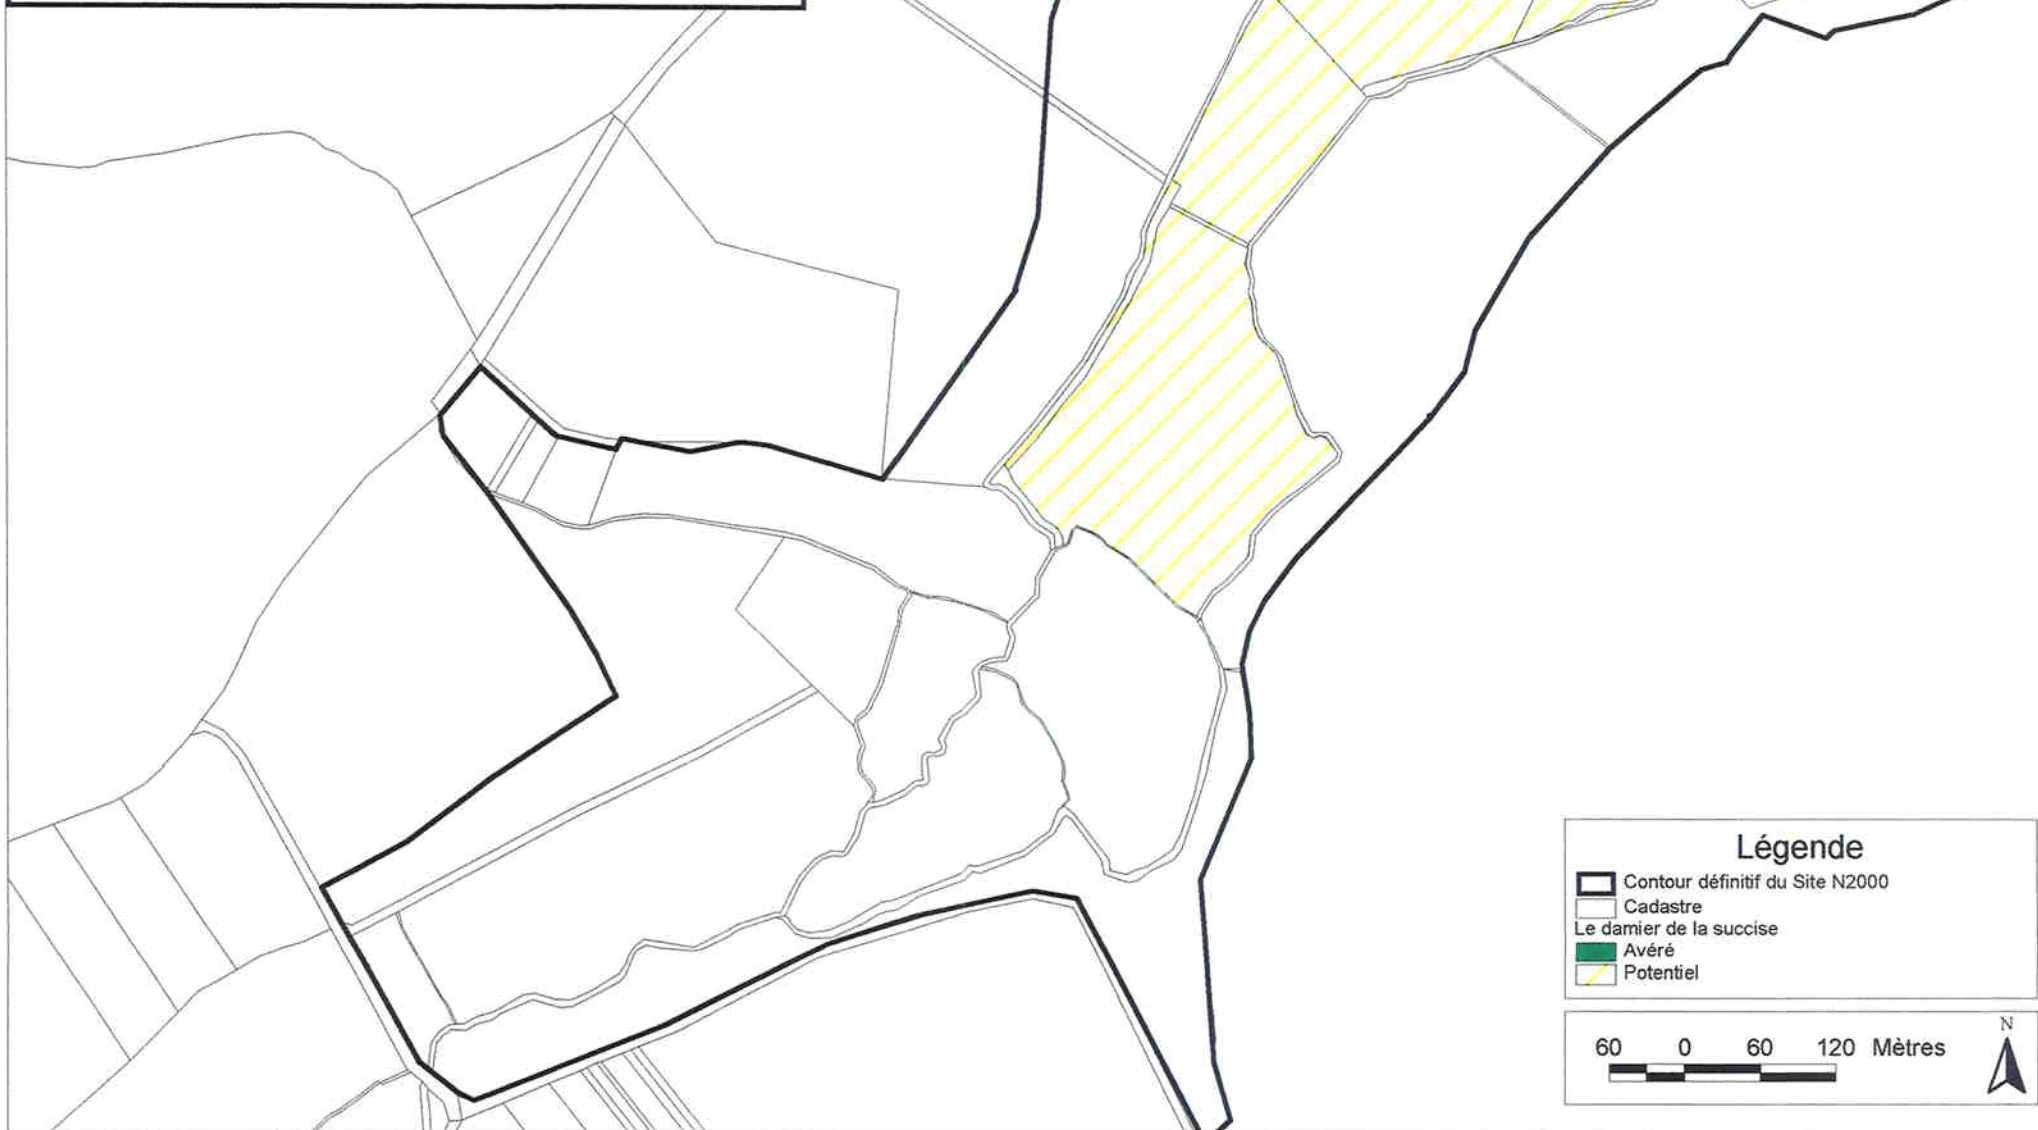 Légende
Contour définitif du Site N2000
Cadastre
Le damier de la succise
Avéré
Potentiel
60 0 60 120 Mètres
N